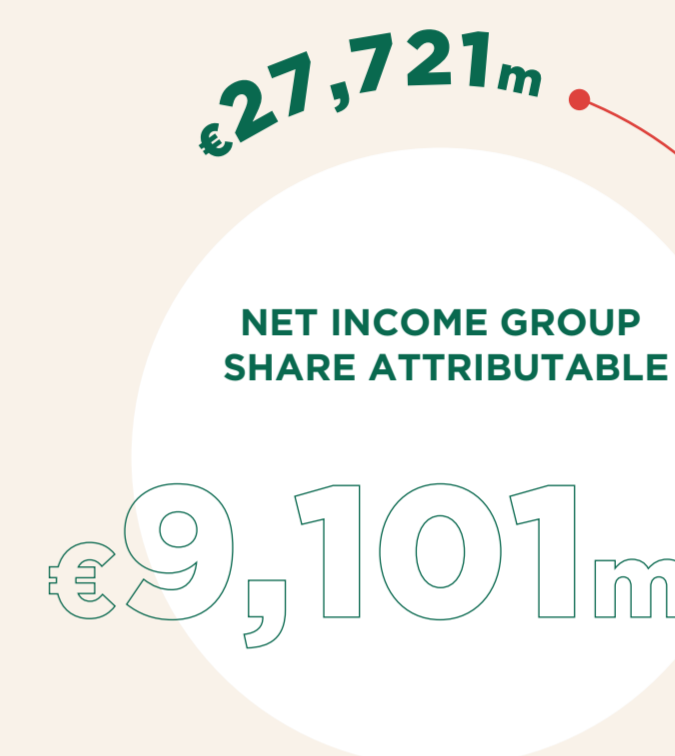 €27,721m
NET INCOME GROUP
SHARE ATTRIBUTABLE
€9,101m